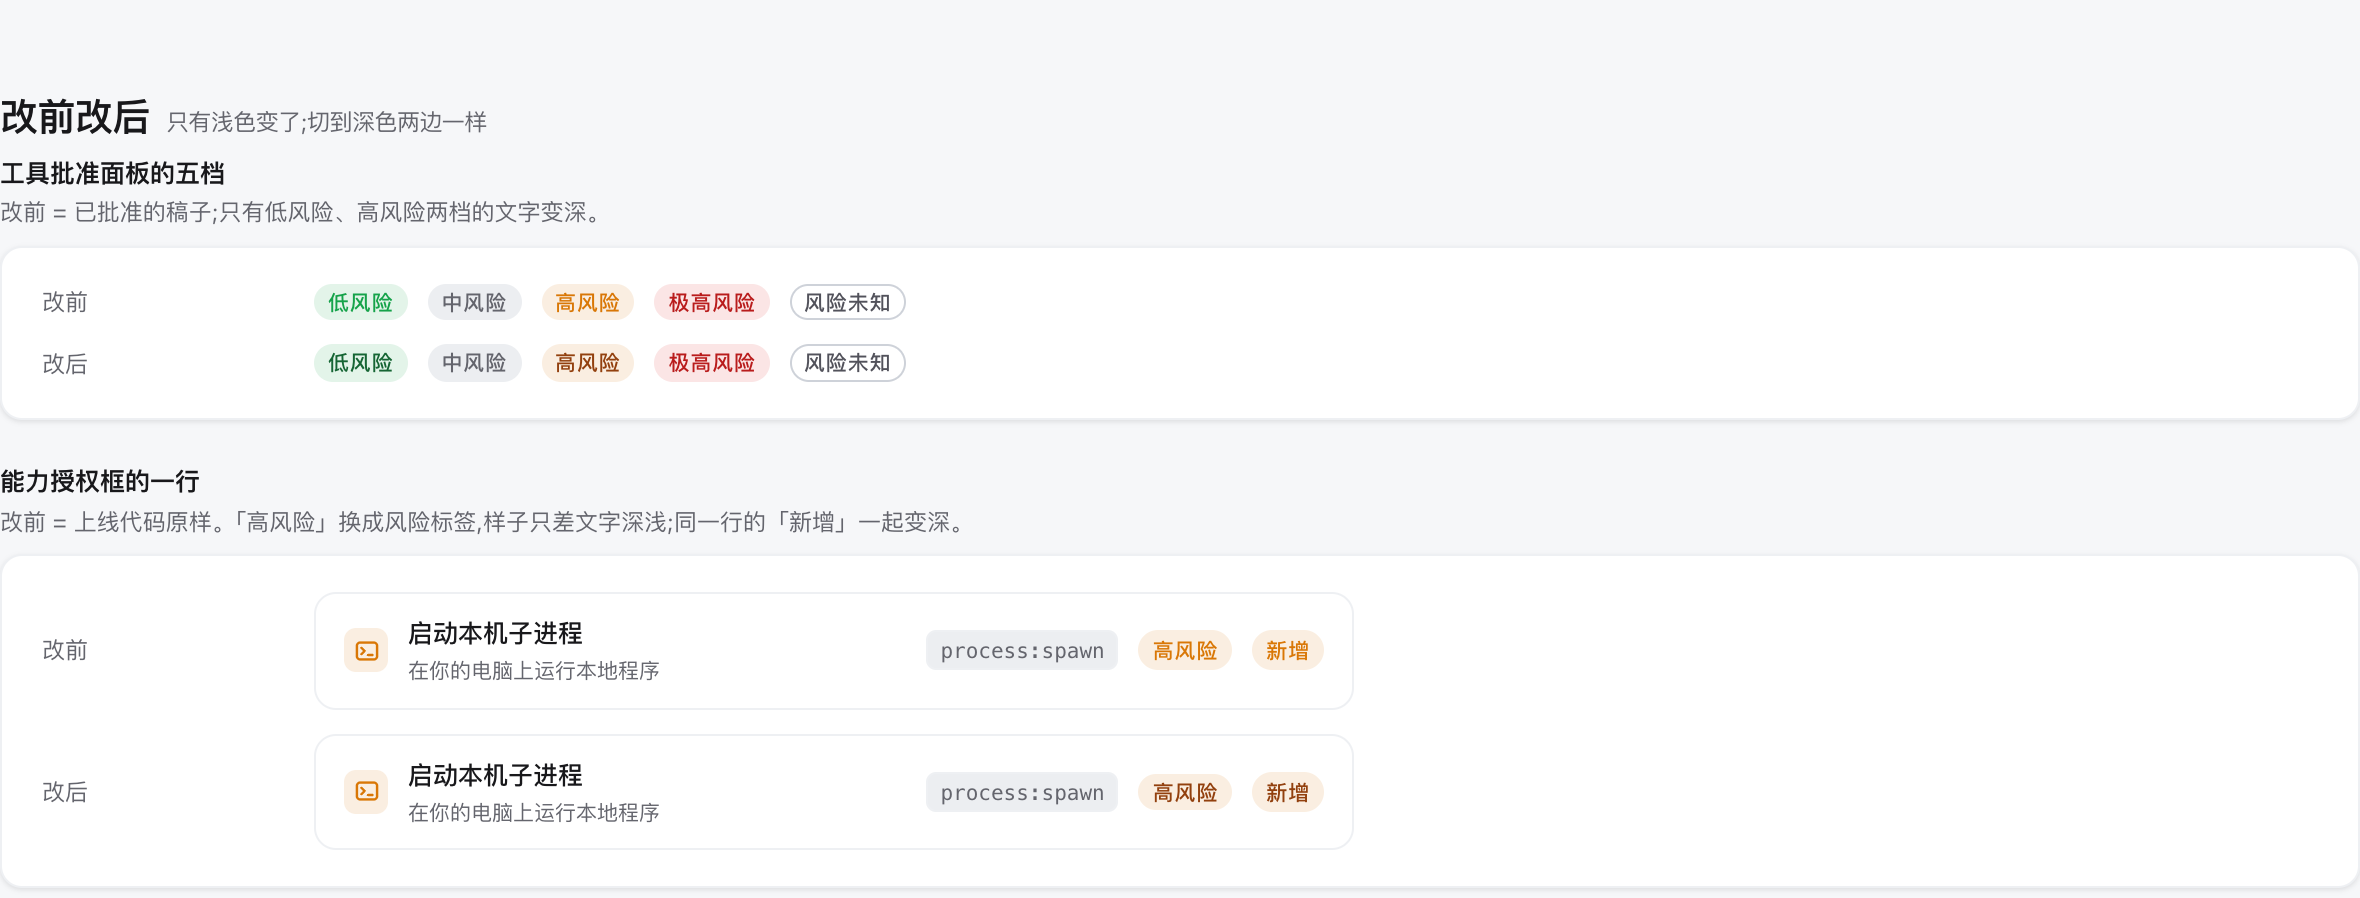 改前改后 只有浅色变了;切到深色两边一样
工具批准面板的五档
改前 = 已批准的稿子;只有低风险、高风险两档的文字变深。
改前 低风险 中风险 高风险 极高风险 风险未知
改后 低风险 中风险 高风险 极高风险 风险未知
能力授权框的一行
改前 = 上线代码原样。「高风险」换成风险标签,样子只差文字深浅;同一行的「新增」一起变深。
改前
启动本机子进程
在你的电脑上运行本地程序
process:spawn 高风险 新增
改后
启动本机子进程
在你的电脑上运行本地程序
process:spawn 高风险 新增